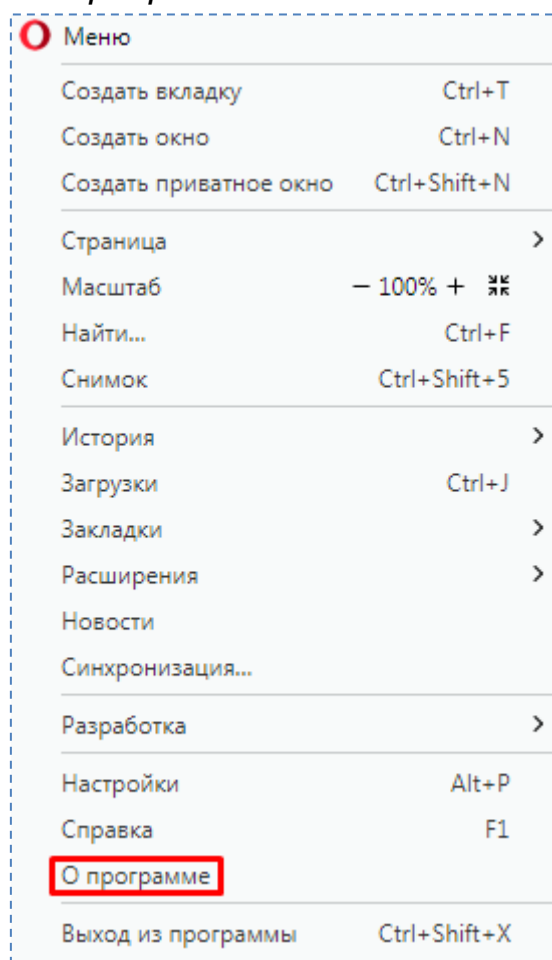 Меню
Создать вкладку Ctrl+T
Создать окно Ctrl+N
Создать приватное окно Ctrl+Shift+N
Страница >
Масштаб − 100% +
Найти... Ctrl+F
Снимок Ctrl+Shift+5
История >
Загрузки Ctrl+J
Закладки >
Расширения >
Новости
Синхронизация...
Разработка >
Настройки Alt+P
Справка F1
О программе
Выход из программы Ctrl+Shift+X